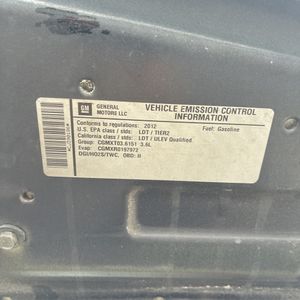 GM
GENERAL MOTORS LLC
VEHICLE EMISSION CONTROL INFORMATION
Conforms to regulations: 2012
Fuel: Gasoline
U.S. EPA class / stds: LDT / TIER2
California class / stds: LDT / ULEV Qualified
Group: CGMXT03.6151 3.6L
Evap: CGMXR0197972
DGI/HO2S/TWC, OBD: II